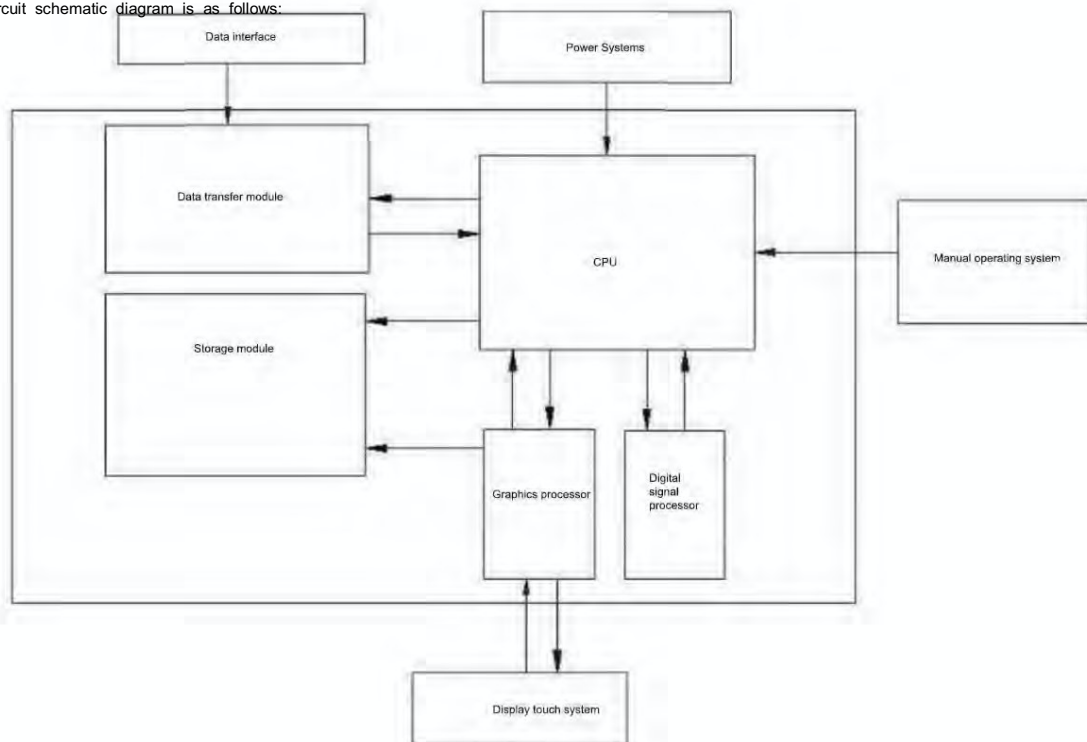 schematic diagram is as follows:
Data interface
Power Systems
Data transfer module
CPU
Manual operating system
Storage module
Graphics processor
Digital
signal
processor
Display touch system